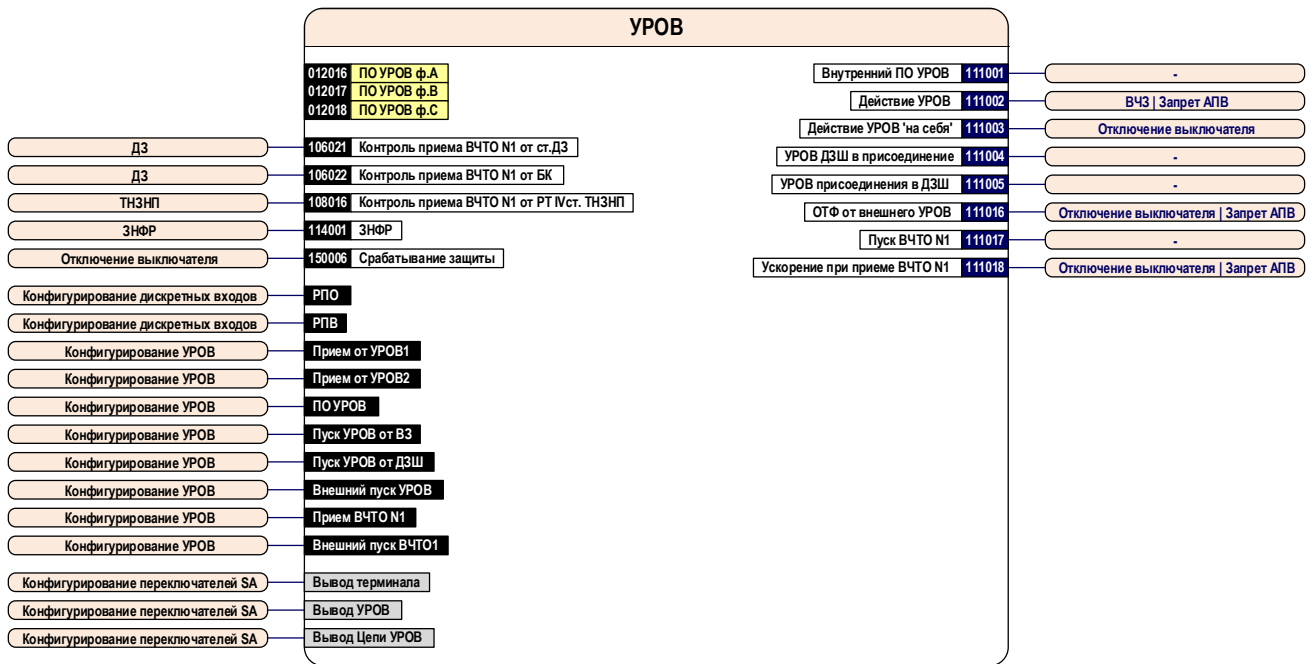 УРОВ
012016 ПО УРОВ ф.А
012017 ПО УРОВ ф.В
012018 ПО УРОВ ф.С
ДЗ 106021 Контроль приема ВЧТО N1 от ст.ДЗ
ДЗ 106022 Контроль приема ВЧТО N1 от БК
ТНЗНП 108016 Контроль приема ВЧТО N1 от РТ IVст. ТНЗНП
ЗНФР 114001 ЗНФР
Отключение выключателя 150006 Срабатывание защиты
Конфигурирование дискретных входов РПО
Конфигурирование дискретных входов РПВ
Конфигурирование УРОВ Прием от УРОВ1
Конфигурирование УРОВ Прием от УРОВ2
Конфигурирование УРОВ ПО УРОВ
Конфигурирование УРОВ Пуск УРОВ от ВЗ
Конфигурирование УРОВ Пуск УРОВ от ДЗШ
Конфигурирование УРОВ Внешний пуск УРОВ
Конфигурирование УРОВ Прием ВЧТО N1
Конфигурирование УРОВ Внешний пуск ВЧТО1
Конфигурирование переключателей SA Вывод терминала
Конфигурирование переключателей SA Вывод УРОВ
Конфигурирование переключателей SA Вывод Цепи УРОВ
Внутренний ПО УРОВ 111001 -
Действие УРОВ 111002 ВЧЗ | Запрет АПВ
Действие УРОВ 'на себя' 111003 Отключение выключателя
УРОВ ДЗШ в присоединение 111004 -
УРОВ присоединения в ДЗШ 111005 -
ОТФ от внешнего УРОВ 111016 Отключение выключателя | Запрет АПВ
Пуск ВЧТО N1 111017 -
Ускорение при приеме ВЧТО N1 111018 Отключение выключателя | Запрет АПВ